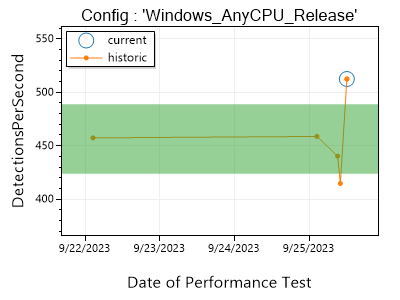 Config : 'Windows_AnyCPU_Release'
current
historic
DetectionsPerSecond
550
500
450
400
9/22/2023
9/23/2023
9/24/2023
9/25/2023
Date of Performance Test